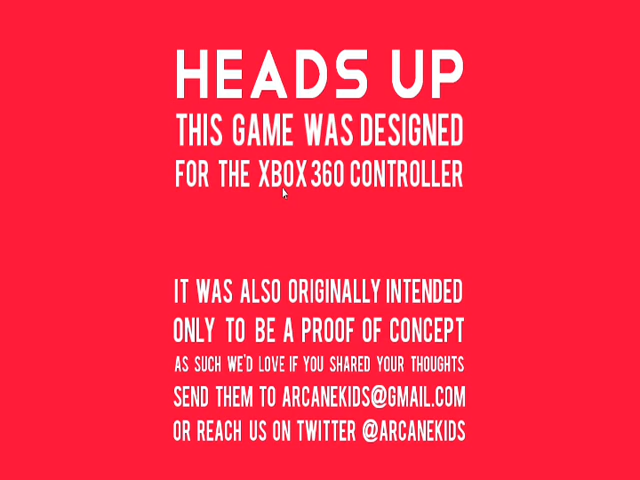 HEADS UP
THIS GAME WAS DESIGNED
FOR THE XBOX 360 CONTROLLER
IT WAS ALSO ORIGINALLY INTENDED
ONLY TO BE A PROOF OF CONCEPT
AS SUCH WE'D LOVE IF YOU SHARED YOUR THOUGHTS
SEND THEM TO ARCANEKIDS@GMAIL.COM
OR REACH US ON TWITTER @ARCANEKIDS